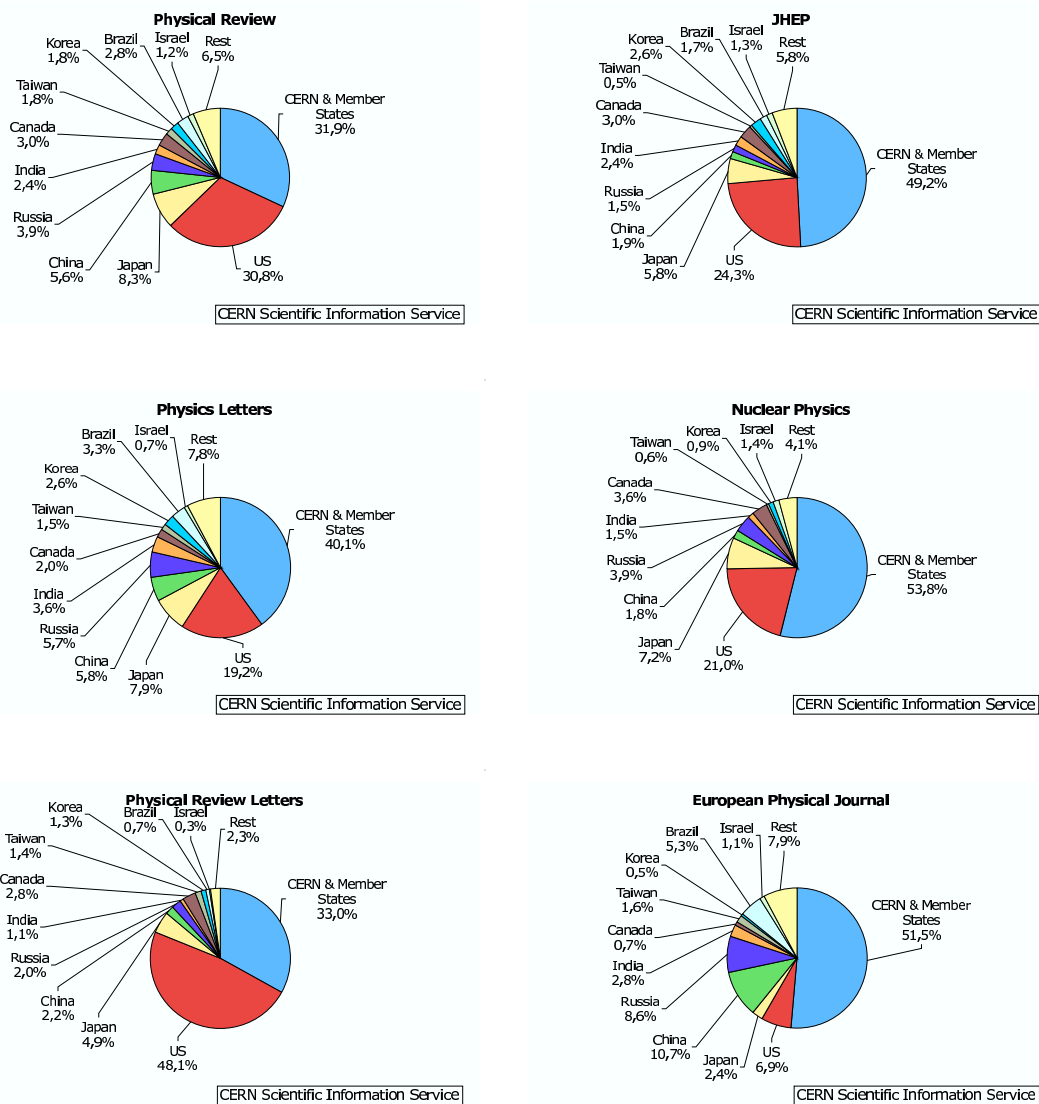 Physical Review
Korea
1,8%
Brazil
2,8%
Israel
1,2%
Rest
6,5%
Taiwan
1,8%
CERN & Member
States
31,9%
Canada
3,0%
India
2,4%
Russia
3,9%
China
5,6%
Japan
8,3%
US
30,8%
CERN Scientific Information Service
JHEP
Korea
2,6%
Brazil
1,7%
Israel
1,3%
Rest
5,8%
Taiwan
0,5%
Canada
3,0%
India
2,4%
CERN & Member
States
49,2%
Russia
1,5%
China
1,9%
Japan
5,8%
US
24,3%
CERN Scientific Information Service
Physics Letters
Brazil
3,3%
Israel
0,7%
Rest
7,8%
Korea
2,6%
Taiwan
1,5%
CERN & Member
States
40,1%
Canada
2,0%
India
3,6%
Russia
5,7%
China
5,8%
Japan
7,9%
US
19,2%
CERN Scientific Information Service
Nuclear Physics
Taiwan
0,6%
Korea
0,9%
Israel
1,4%
Rest
4,1%
Canada
3,6%
India
1,5%
Russia
3,9%
CERN & Member
States
53,8%
China
1,8%
Japan
7,2%
US
21,0%
CERN Scientific Information Service
Physical Review Letters
Korea
1,3%
Brazil
0,7%
Israel
0,3%
Rest
2,3%
Taiwan
1,4%
Canada
2,8%
CERN & Member
States
33,0%
India
1,1%
Russia
2,0%
China
2,2%
Japan
4,9%
US
48,1%
CERN Scientific Information Service
European Physical Journal
Brazil
5,3%
Israel
1,1%
Rest
7,9%
Korea
0,5%
Taiwan
1,6%
CERN & Member
States
51,5%
Canada
0,7%
India
2,8%
Russia
8,6%
China
10,7%
Japan
2,4%
US
6,9%
CERN Scientific Information Service